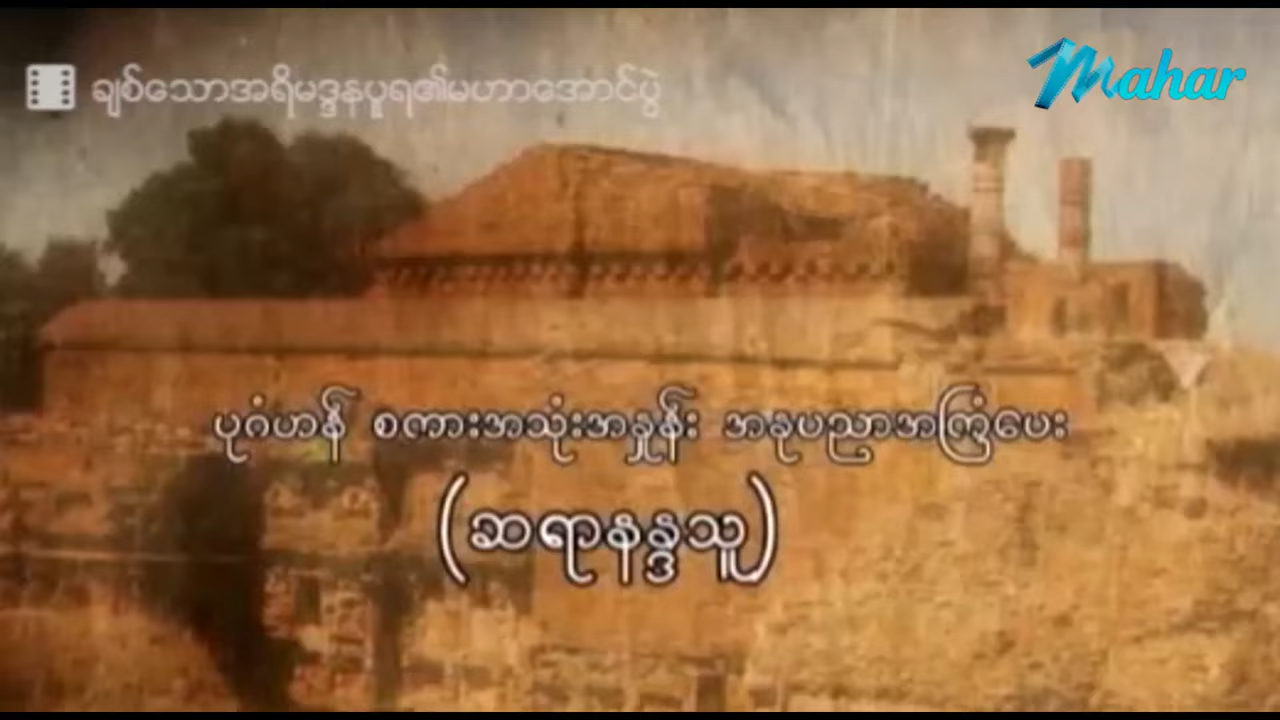 ချစ်သောအရိမဒ္ဒနပူရ၏မဟာအောင်ပွဲ
Mahar
ပုဂံဟန် စကားအသုံးအနှုန်း အနုပညာအကြံပေး
(ဆရာနန္ဒသူ)